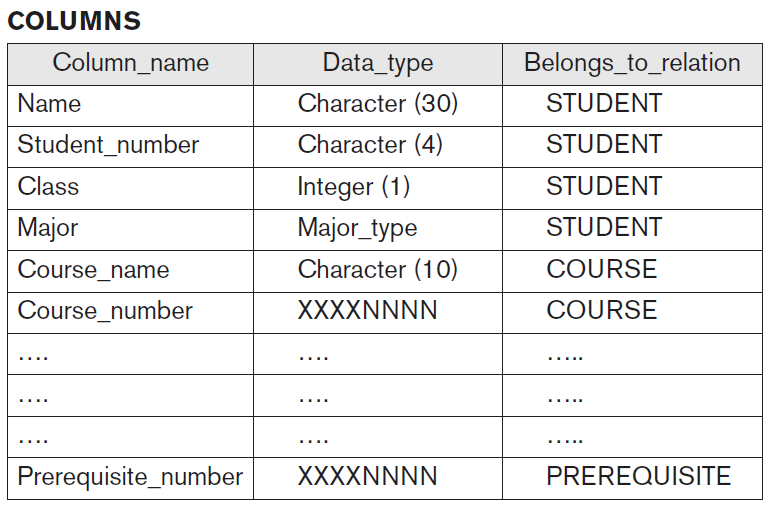 COLUMNS
Column_name Data_type Belongs_to_relation
Name Character (30) STUDENT
Student_number Character (4) STUDENT
Class Integer (1) STUDENT
Major Major_type STUDENT
Course_name Character (10) COURSE
Course_number XXXXNNNN COURSE
…. …. …..
…. …. …..
…. …. …..
Prerequisite_number XXXXNNNN PREREQUISITE